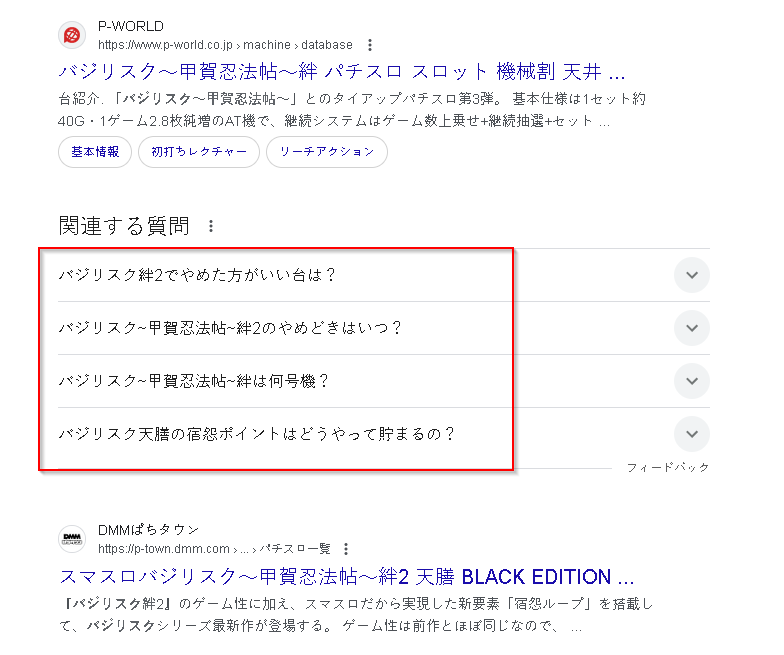 P-WORLD
https://www.p-world.co.jp › machine › database
バジリスク～甲賀忍法帖～絆 パチスロ スロット 機械割 天井 ...
台紹介. 「バジリスク～甲賀忍法帖～」とのタイアップパチスロ第3弾。 基本仕様は1セット約
40G・1ゲーム2.8枚純増のAT機で、継続システムはゲーム数上乗せ+継続抽選+セット ...
基本情報 初打ちレクチャー リーチアクション
関連する質問
バジリスク絆2でやめた方がいい台は？
バジリスク~甲賀忍法帖~絆2のやめどきはいつ？
バジリスク~甲賀忍法帖~絆は何号機？
バジリスク天膳の宿怨ポイントはどうやって貯まるの？
フィードバック
DMM
DMMぱちタウン
https://p-town.dmm.com › ... › パチスロ一覧
スマスロバジリスク～甲賀忍法帖～絆2 天膳 BLACK EDITION ...
『バジリスク絆2』のゲーム性に加え、スマスロだから実現した新要素「宿怨ループ」を搭載し
て、バジリスクシリーズ最新作が登場する。 ゲーム性は前作とほぼ同じなので、 ...